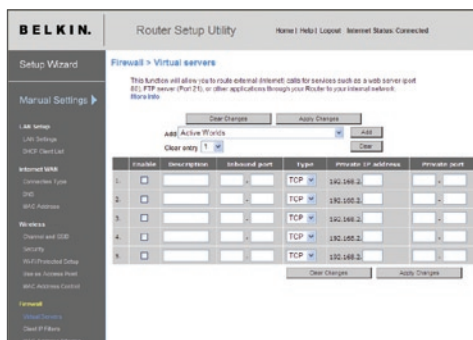 BELKIN. Router Setup Utility Home | Help | Logout Internet Status: Connected
Setup Wizard
Manual Settings
LAN Setup
LAN Settings
DHCP Client List
Internet WAN
Connection Type
DNS
MAC Address
Wireless
Channel and SSID
Security
Wi-Fi Protected Setup
Use as Access Point
MAC Address Control
Firewall
Virtual Servers
Client IP Filters
Firewall > Virtual servers
This function will allow you to route external (Internet) calls for services such as a web server (port
80), FTP server (Port 21), or other applications through your Router to your internal network.
More Info
Clear Changes Apply Changes
Add Active Worlds Add
Clear entry 1 Clear
Enable Description Inbound port Type Private IP address Private port
1. - TCP 192.168.2. -
2. - TCP 192.168.2. -
3. - TCP 192.168.2. -
4. - TCP 192.168.2. -
5. - TCP 192.168.2. -
Clear Changes Apply Changes